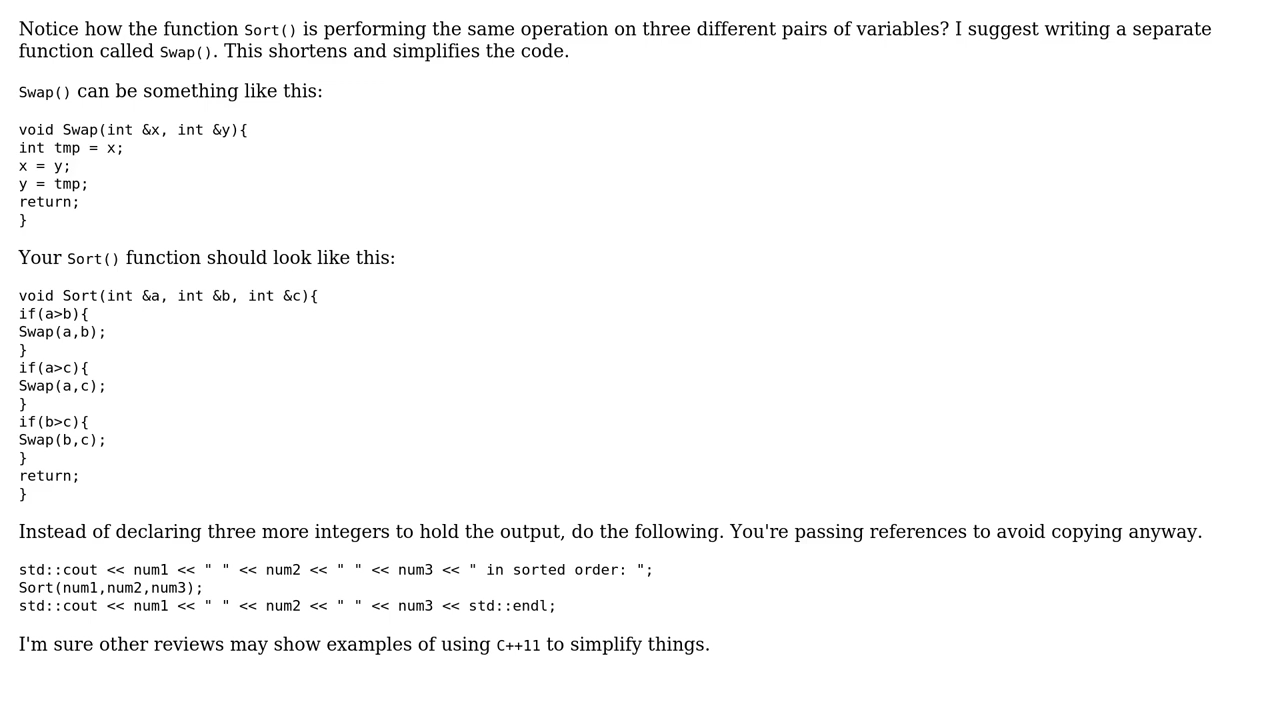 Notice how the function Sort() is performing the same operation on three different pairs of variables? I suggest writing a separate
function called Swap(). This shortens and simplifies the code.
Swap() can be something like this:
void Swap(int &x, int &y){
int tmp = x;
x = y;
y = tmp;
return;
}
Your Sort() function should look like this:
void Sort(int &a, int &b, int &c){
if(a>b){
Swap(a,b);
}
if(a>c){
Swap(a,c);
}
if(b>c){
Swap(b,c);
}
return;
}
Instead of declaring three more integers to hold the output, do the following. You're passing references to avoid copying anyway.
std::cout << num1 << " " << num2 << " " << num3 << " in sorted order: ";
Sort(num1,num2,num3);
std::cout << num1 << " " << num2 << " " << num3 << std::endl;
I'm sure other reviews may show examples of using C++11 to simplify things.